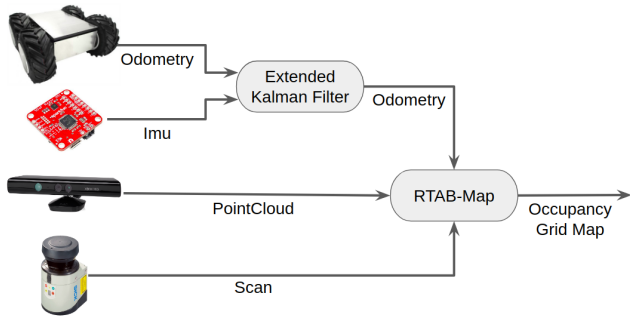 Odometry
Extended
Kalman Filter
Odometry
Imu
RTAB-Map
PointCloud
Occupancy
Grid Map
Scan